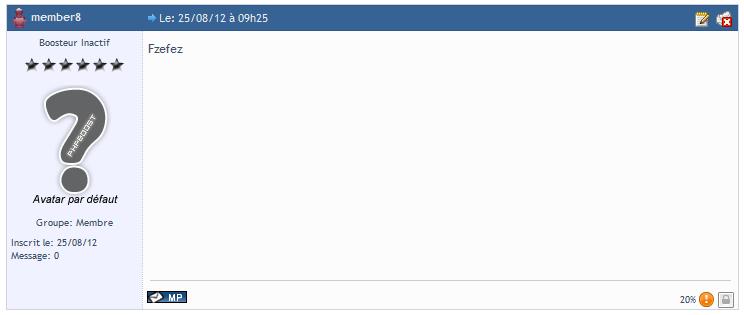 member8
Le: 25/08/12 à 09h25
Boosteur Inactif
Fzefez
PHPBOOST
Avatar par défaut
Groupe: Membre
Inscrit le: 25/08/12
Message: 0
MP
20%